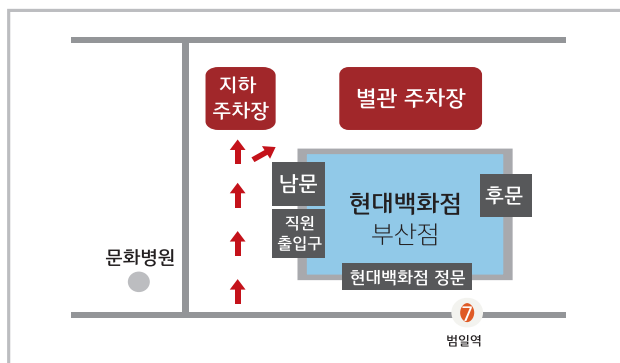 지하
주차장
별관 주차장
남문
현대백화점
부산점
후문
직원
출입구
문화병원
현대백화점 정문
7
범일역